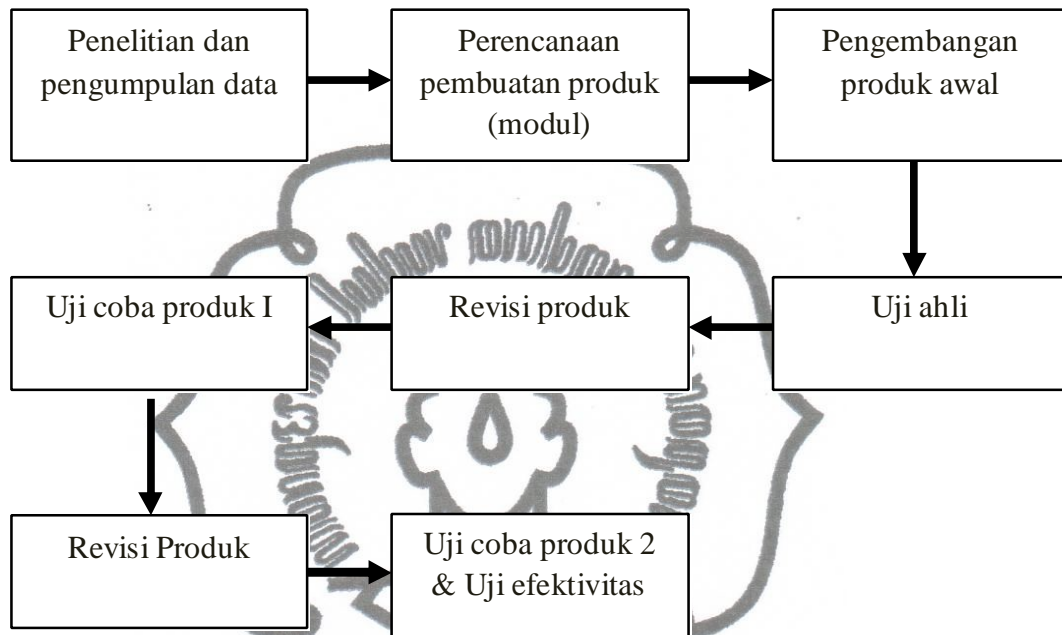 Penelitian dan
pengumpulan data
Perencanaan
pembuatan produk
(modul)
Pengembangan
produk awal
Uji ahli
Revisi produk
Uji coba produk I
Revisi Produk
Uji coba produk 2
& Uji efektivitas